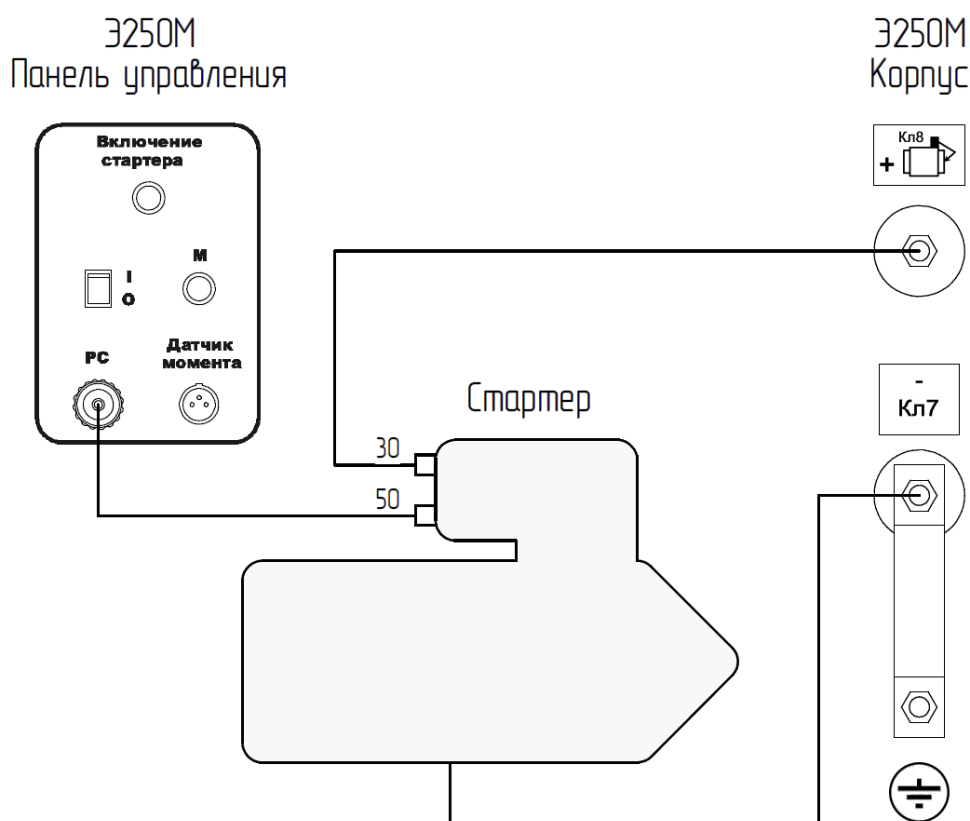 Э250М
Панель управления
Э250М
Корпус
Включение
стартера
I
О
М
РС
Датчик
момента
Кл8
+
-
Кл7
Стартер
30
50